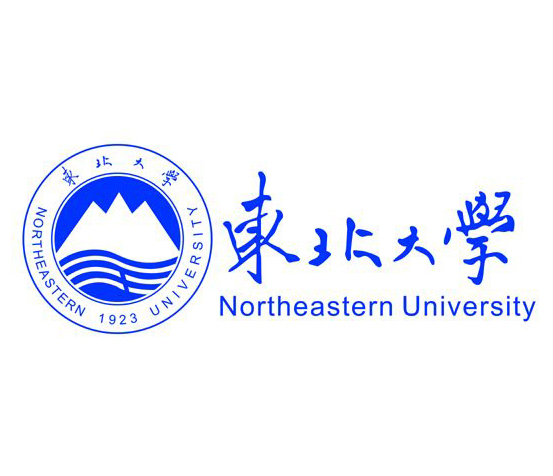 東北大學
NORTHEASTERN 1923 UNIVERSITY
東北大學
Northeastern University